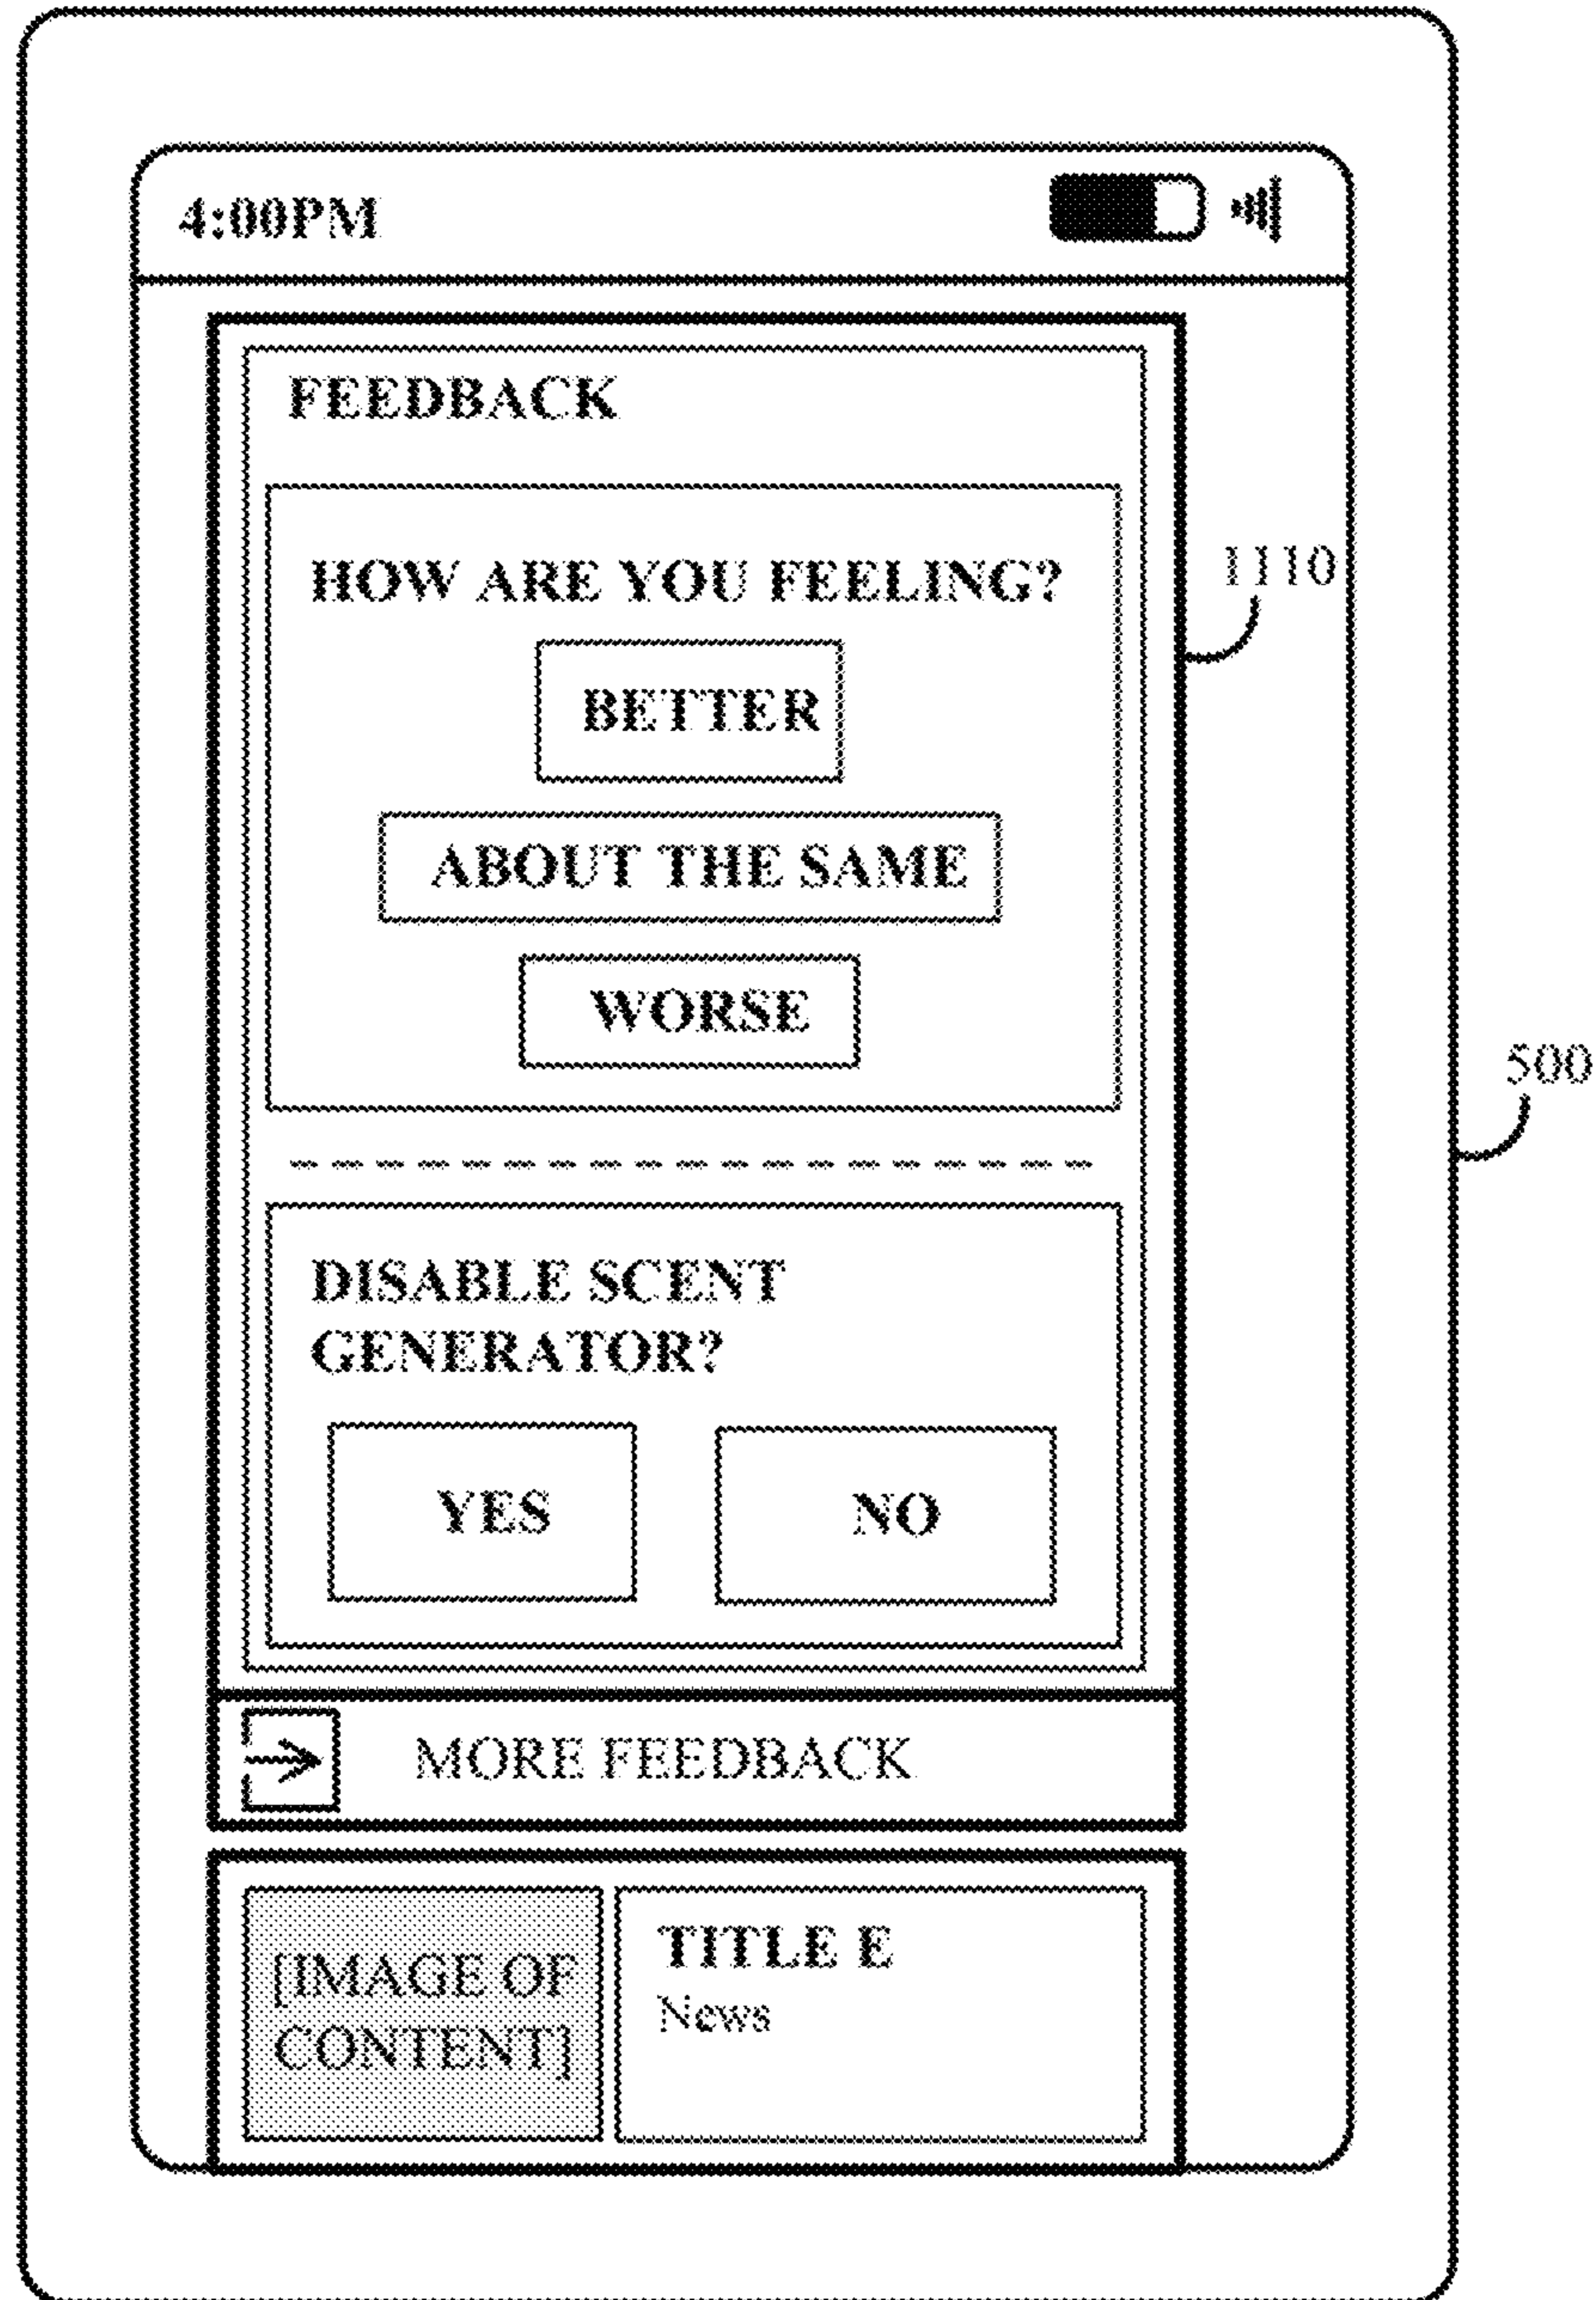 4:00PM
FEEDBACK
HOW ARE YOU FEELING?
1110
BETTER
ABOUT THE SAME
WORSE
500
DISABLE SCENT
GENERATOR?
YES
NO
MORE FEEDBACK
[IMAGE OF
CONTENT]
TITLE E
News